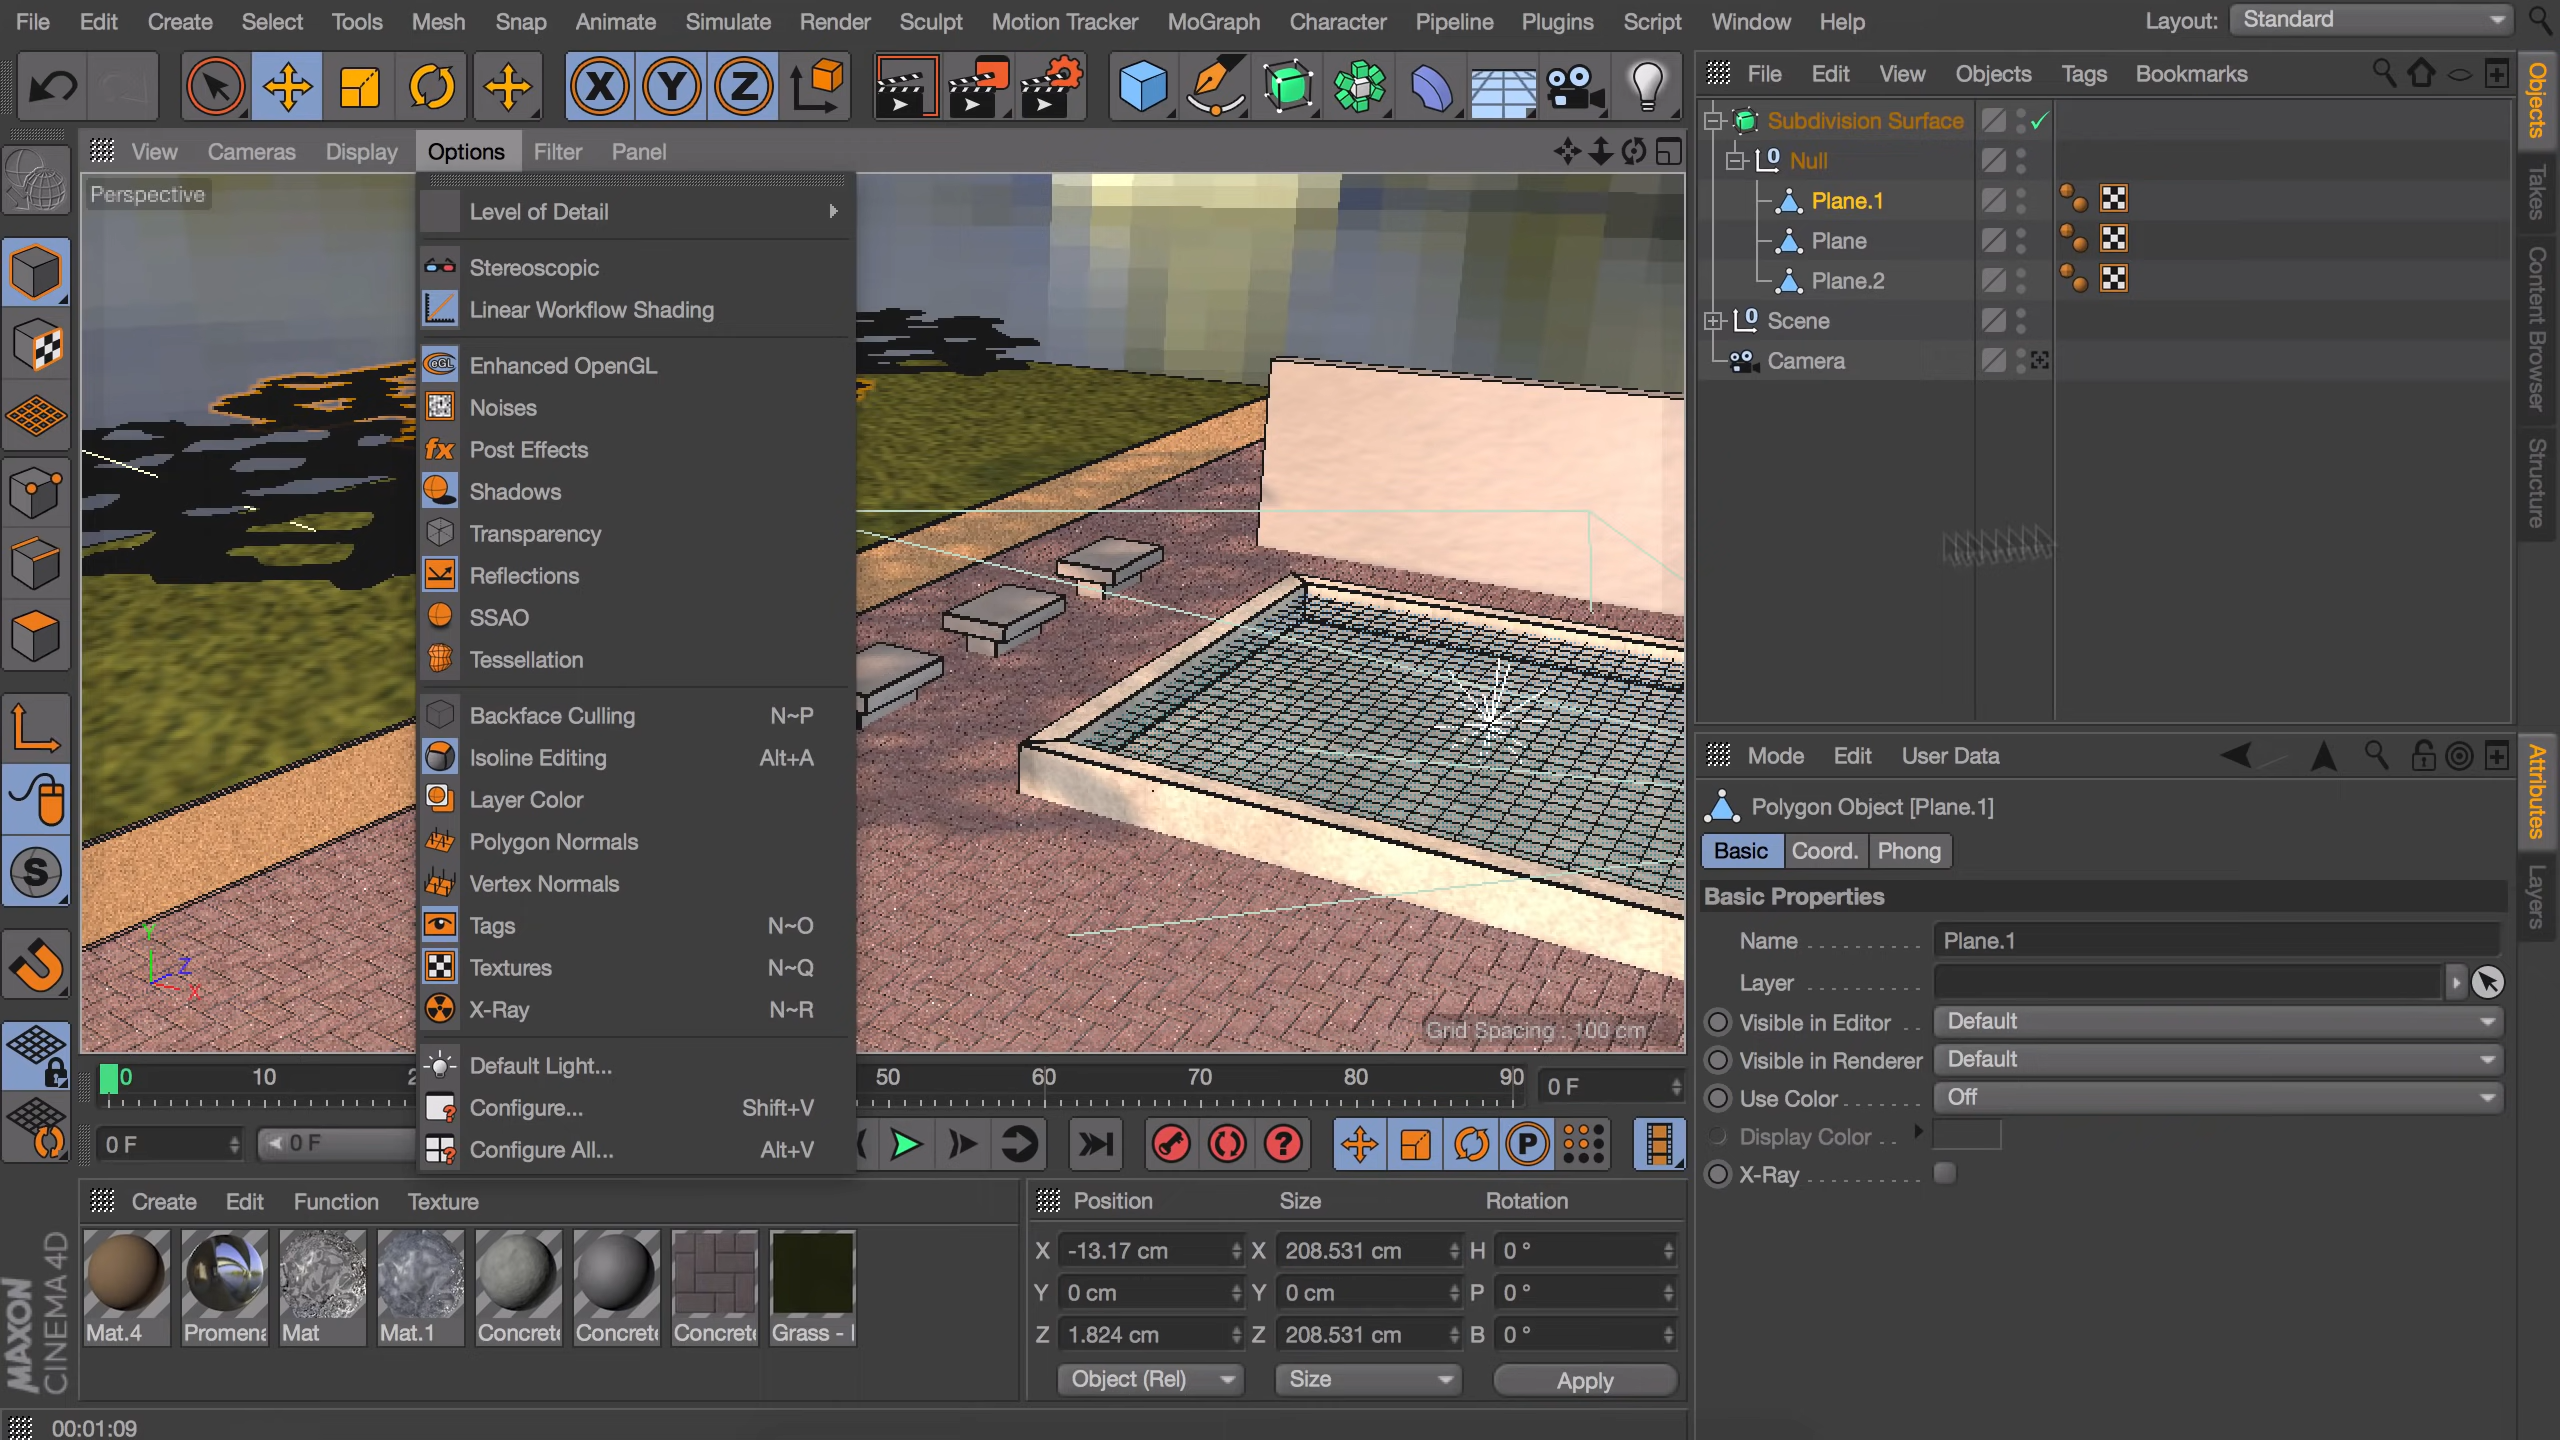 File Edit Create Select Tools Mesh Snap Animate Simulate Render Sculpt Motion Tracker MoGraph Character Pipeline Plugins Script Window Help Layout: Standard
X Y Z
File Edit View Objects Tags Bookmarks
View Cameras Display Options Filter Panel
Perspective
Level of Detail
Stereoscopic
Linear Workflow Shading
Enhanced OpenGL
Noises
Post Effects
Shadows
Transparency
Reflections
SSAO
Tessellation
Backface Culling N~P
Isoline Editing Alt+A
Layer Color
Polygon Normals
Vertex Normals
Tags N~O
Textures N~Q
X-Ray N~R
Default Light...
Configure... Shift+V
Configure All... Alt+V
Y
Z
X
Grid Spacing : 100 cm
Subdivision Surface
Null
Plane.1
Plane
Plane.2
Scene
Camera
Objects
Takes
Content Browser
Structure
Mode Edit User Data
Polygon Object [Plane.1]
Basic Coord. Phong
Basic Properties
Name Plane.1
Layer
Visible in Editor Default
Visible in Renderer Default
Use Color Off
Display Color
X-Ray
Attributes
Layers
0 10 2 50 60 70 80 90 0 F
0 F 0 F
P
Create Edit Function Texture
Mat.4 Promena Mat Mat.1 Concrete Concrete Concrete Grass - I
Position Size Rotation
X -13.17 cm X 208.531 cm H 0 °
Y 0 cm Y 0 cm P 0 °
Z 1.824 cm Z 208.531 cm B 0 °
Object (Rel) Size Apply
MAXON
CINEMA 4D
00:01:09